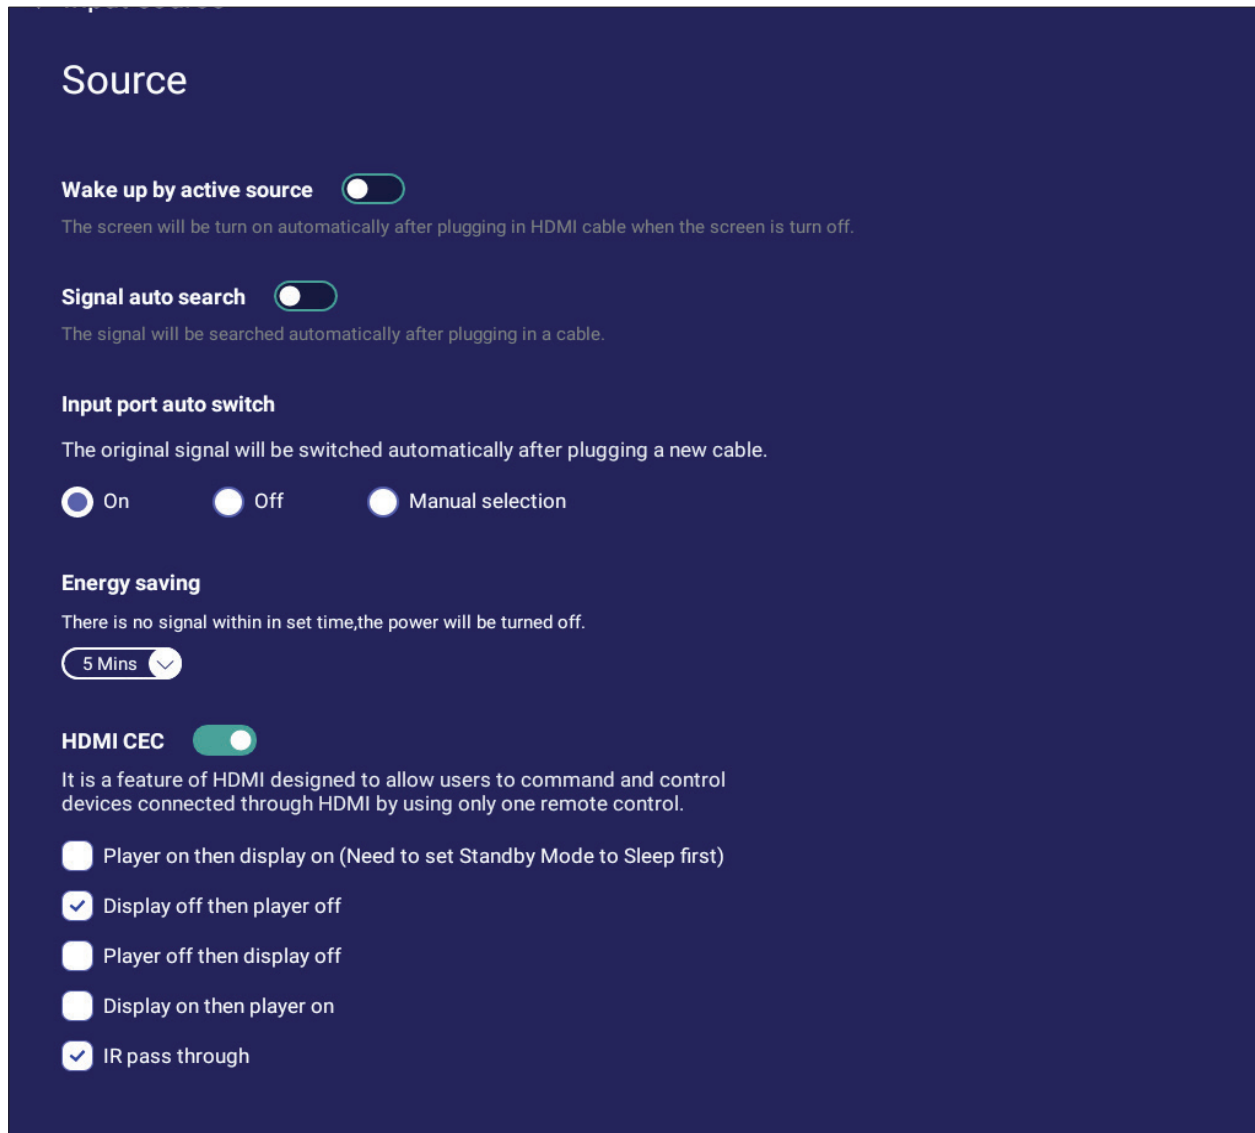 Source
Wake up by active source
The screen will be turn on automatically after plugging in HDMI cable when the screen is turn off.
Signal auto search
The signal will be searched automatically after plugging in a cable.
Input port auto switch
The original signal will be switched automatically after plugging a new cable.
On Off Manual selection
Energy saving
There is no signal within in set time,the power will be turned off.
5 Mins
HDMI CEC
It is a feature of HDMI designed to allow users to command and control
devices connected through HDMI by using only one remote control.
Player on then display on (Need to set Standby Mode to Sleep first)
Display off then player off
Player off then display off
Display on then player on
IR pass through